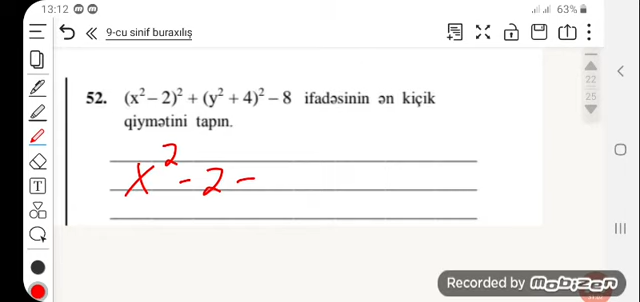 13:12 63%
9-cu sinif buraxılış
22
25
52. (x² – 2)² + (y² + 4)² – 8 ifadəsinin ən kiçik
qiymətini tapın.
x² - 2 =
T
Recorded by mobizen